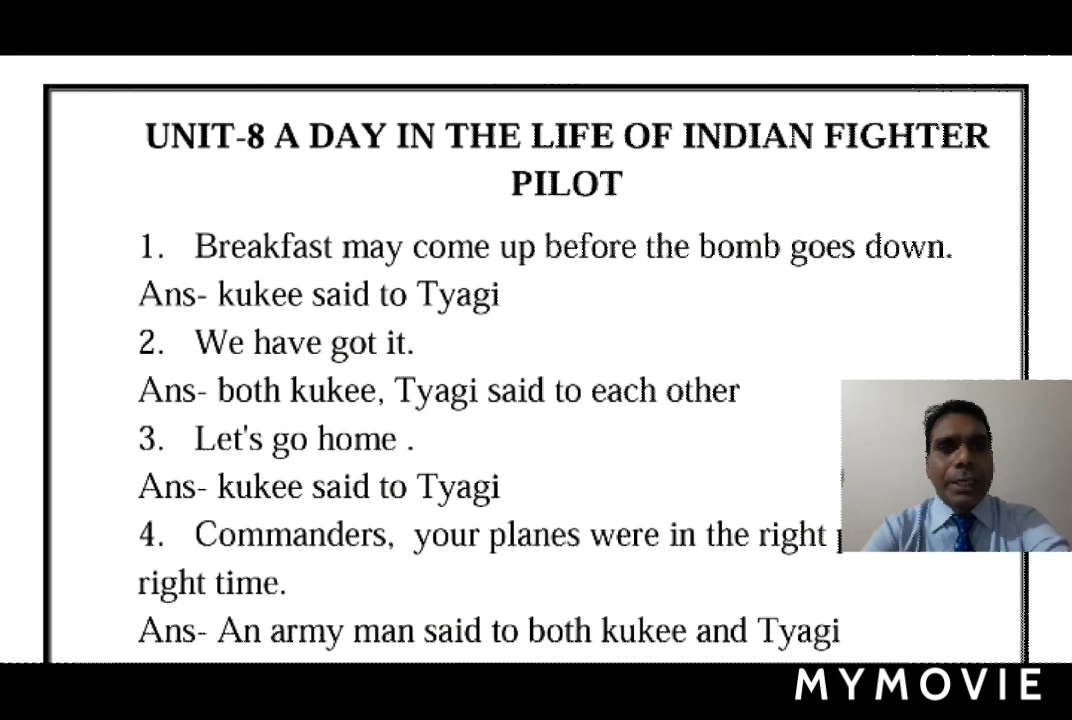 UNIT-8 A DAY IN THE LIFE OF INDIAN FIGHTER
PILOT
1. Breakfast may come up before the bomb goes down.
Ans- kukee said to Tyagi
2. We have got it.
Ans- both kukee, Tyagi said to each other
3. Let's go home .
Ans- kukee said to Tyagi
4. Commanders, your planes were in the right
right time.
Ans- An army man said to both kukee and Tyagi
MYMOVIE